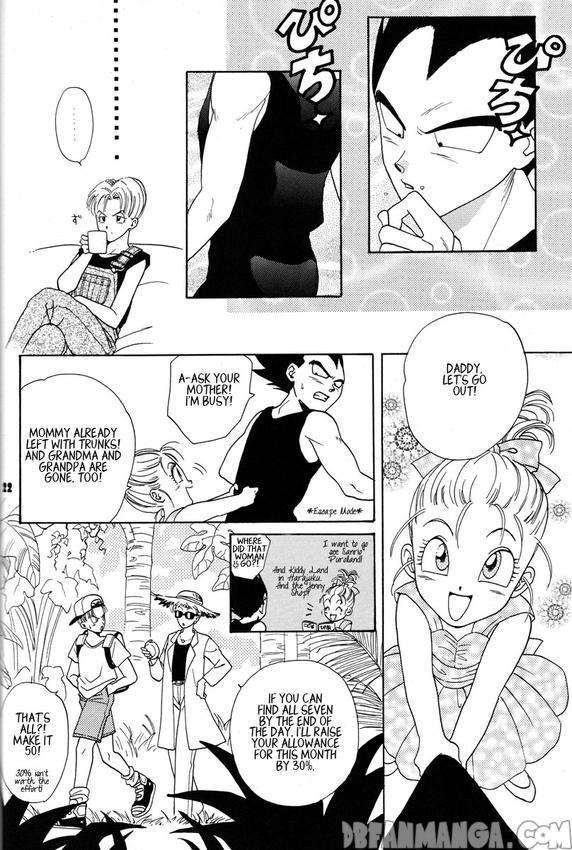 ぴち
ぴち
........
ず
DADDY,
LET'S GO
OUT!
A-ASK YOUR
MOTHER!
I'M BUSY!
*Escape Mode*
MOMMY ALREADY
LEFT WITH TRUNKS!
AND GRANDMA AND
GRANDPA ARE
GONE, TOO!
I want to go
see Sanrio
Puroland!
And Kiddy Land
in Harajuku.
And the Jenny
Shop!
WHERE
DID THAT
WOMAN
GO?!
IF YOU CAN
FIND ALL SEVEN
BY THE END OF
THE DAY, I'LL RAISE
YOUR ALLOWANCE
FOR THIS MONTH
BY 30%.
THAT'S
ALL?!
MAKE IT
50!
30% isn't
worth the
effort!
DBFANMANGA.COM